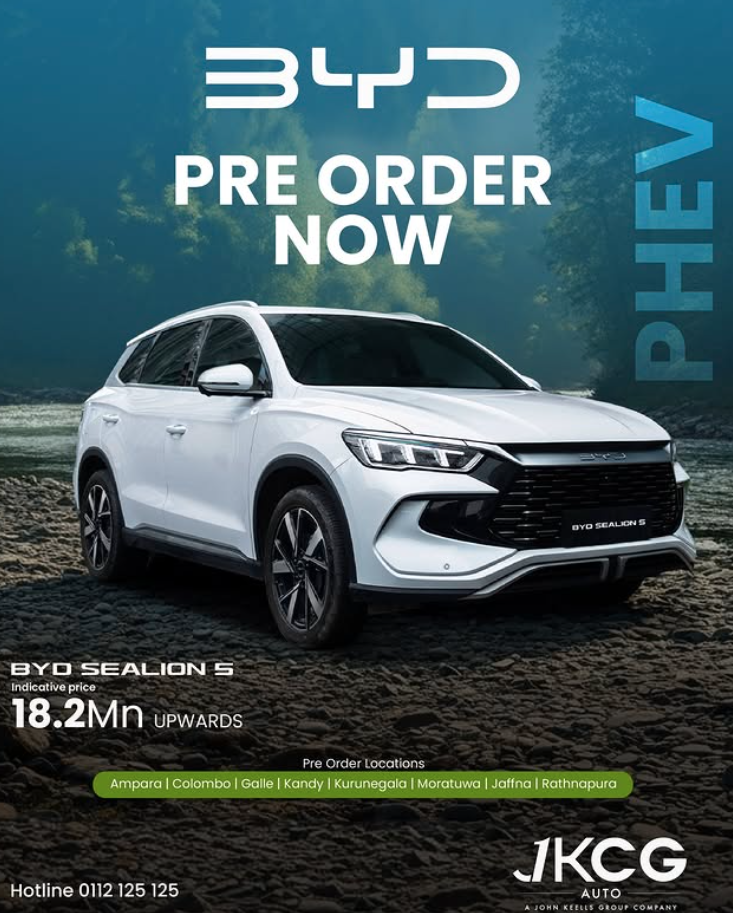 BYD
PRE ORDER
NOW
PHEV
BYD
BYD SEALION 5
BYD SEALION 5
Indicative price
18.2Mn UPWARDS
Pre Order Locations
Ampara | Colombo | Galle | Kandy | Kurunegala | Moratuwa | Jaffna | Rathnapura
Hotline 0112 125 125
JKCG
AUTO
A JOHN KEELLS GROUP COMPANY